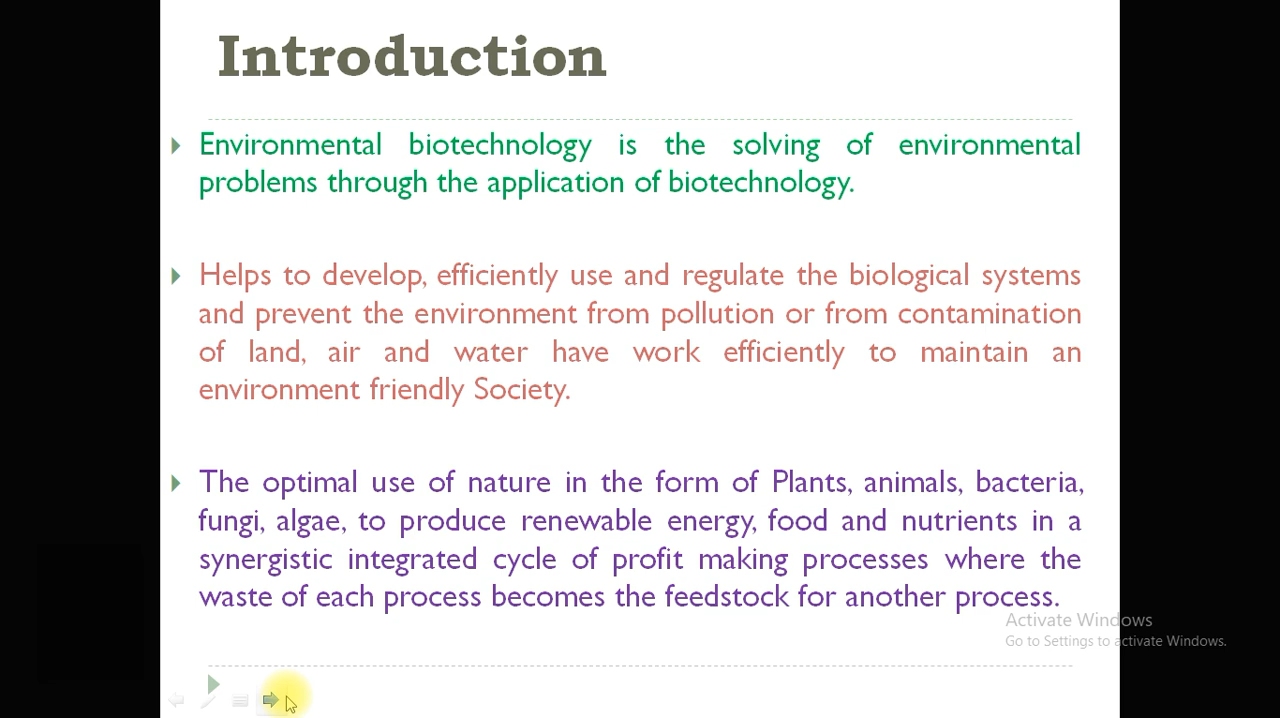 Introduction
Environmental biotechnology is the solving of environmental
problems through the application of biotechnology.
Helps to develop, efficiently use and regulate the biological systems
and prevent the environment from pollution or from contamination
of land, air and water have work efficiently to maintain an
environment friendly Society.
The optimal use of nature in the form of Plants, animals, bacteria,
fungi, algae, to produce renewable energy, food and nutrients in a
synergistic integrated cycle of profit making processes where the
waste of each process becomes the feedstock for another process.
Activate Windows
Go to Settings to activate Windows.